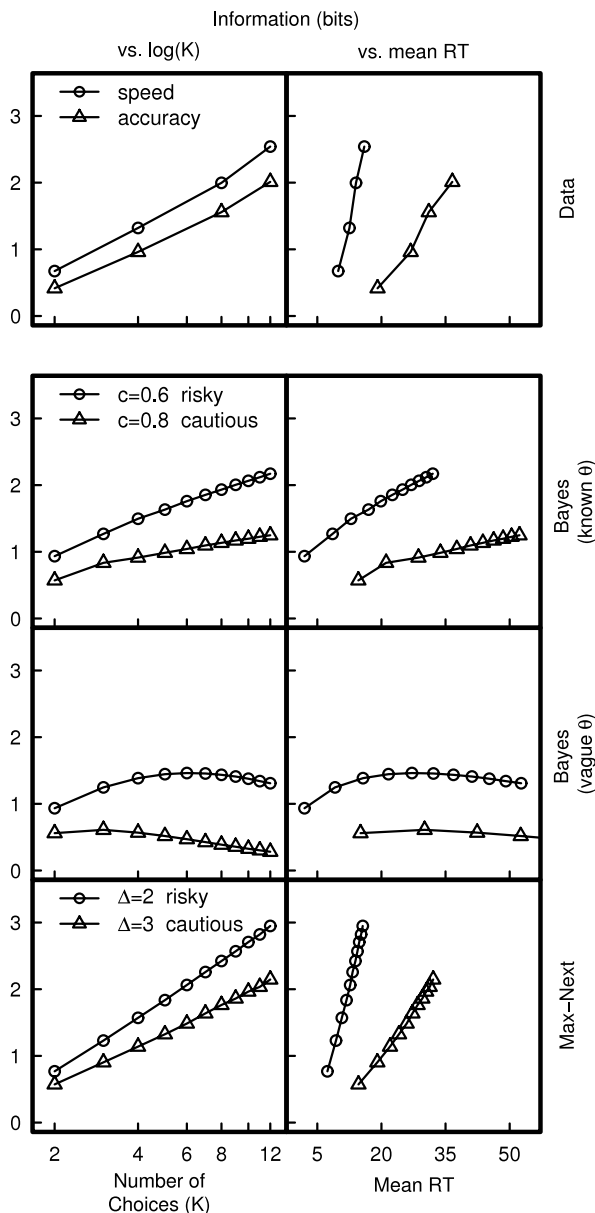 Information (bits)
vs. log(K)
vs. mean RT
speed
accuracy
3
2
1
0
Data
c=0.6 risky
c=0.8 cautious
3
2
1
0
Bayes
(known θ)
3
2
1
0
Bayes
(vague θ)
Δ=2 risky
Δ=3 cautious
3
2
1
0
Max−Next
2 4 6 8 10 12
5 20 35 50
Number of
Choices (K)
Mean RT